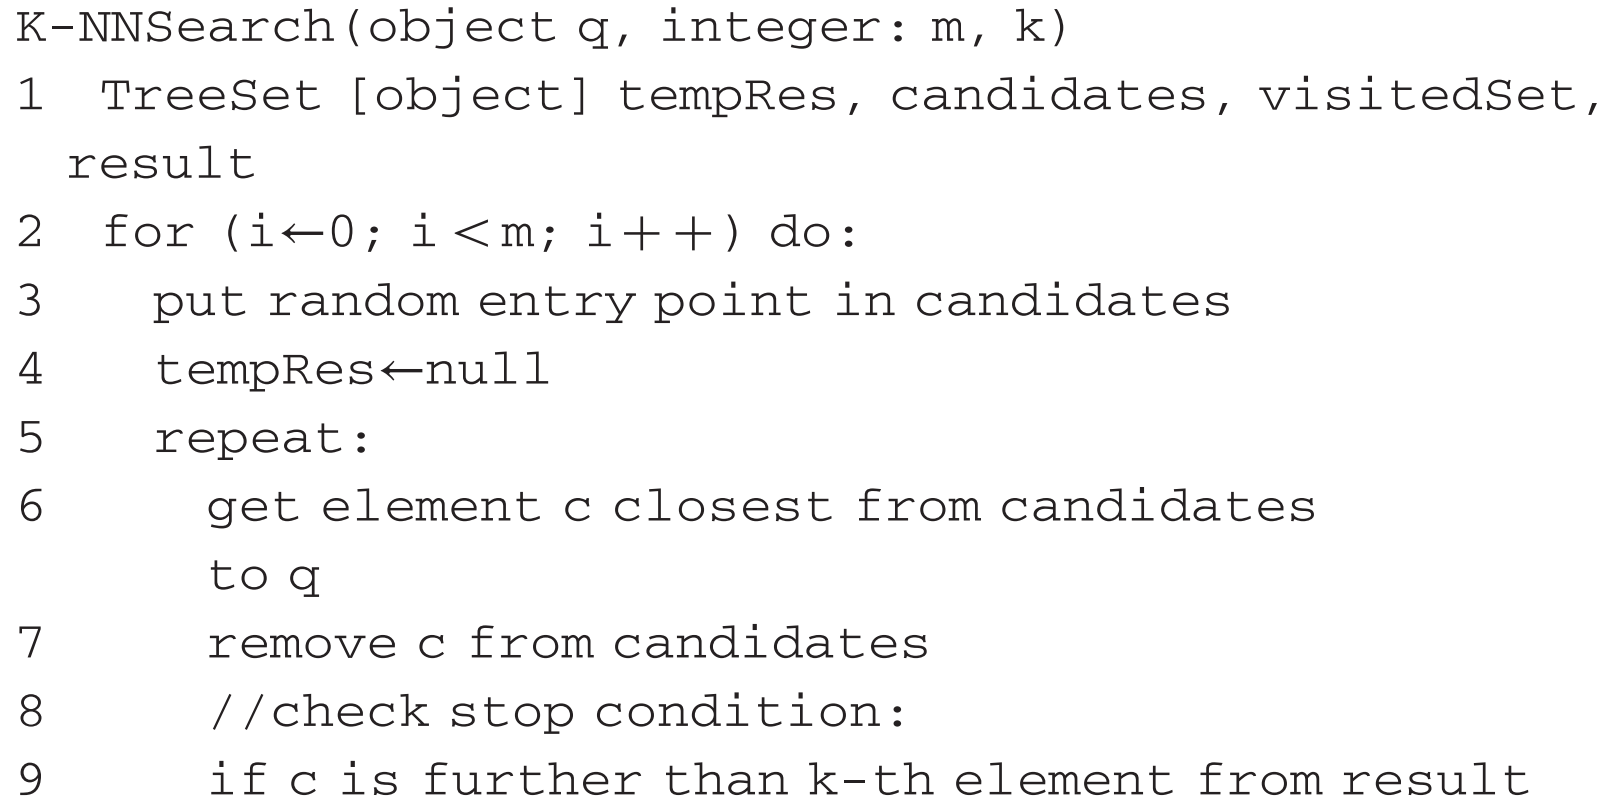 K-NNSearch(object q, integer: m, k)
1 TreeSet [object] tempRes, candidates, visitedSet,
result
2 for (i←0; i<m; i++) do:
3 put random entry point in candidates
4 tempRes←null
5 repeat:
6 get element c closest from candidates
to q
7 remove c from candidates
8 //check stop condition:
9 if c is further than k-th element from result